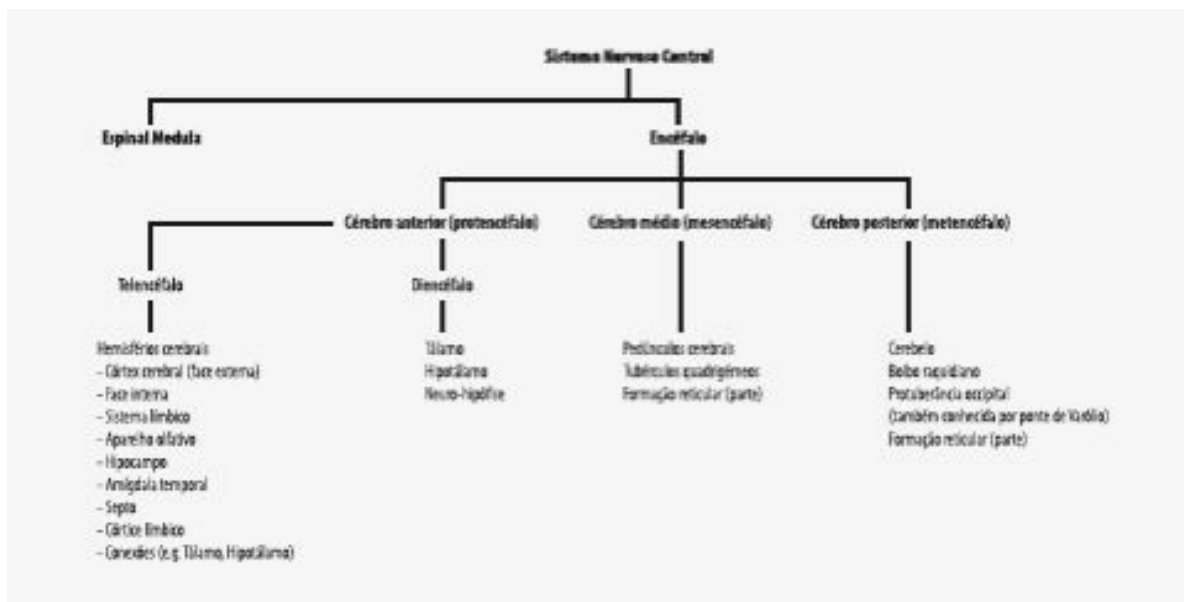 Sistema Nervoso Central
Espinal Medula
Encéfalo
Cérebro anterior (protencéfalo)
Cérebro médio (mesencéfalo)
Cérebro posterior (metencéfalo)
Telencéfalo
Diencéfalo
Hemisférios cerebrais
– Córtex cerebral (face externa)
– Face interna
– Sistema límbico
– Aparelho olfativo
– Hipocampo
– Amígdala temporal
– Septo
– Córtice límbico
– Conexões (e.g. Tálamo, Hipotálamo)
Tálamo
Hipotálamo
Neuro-hipófise
Pedúnculos cerebrais
Tubérculos quadrigémeos
Formação reticular (parte)
Cerebelo
Bolbo raquidiano
Protuberância occipital
(também conhecida por ponte de Varólio)
Formação reticular (parte)